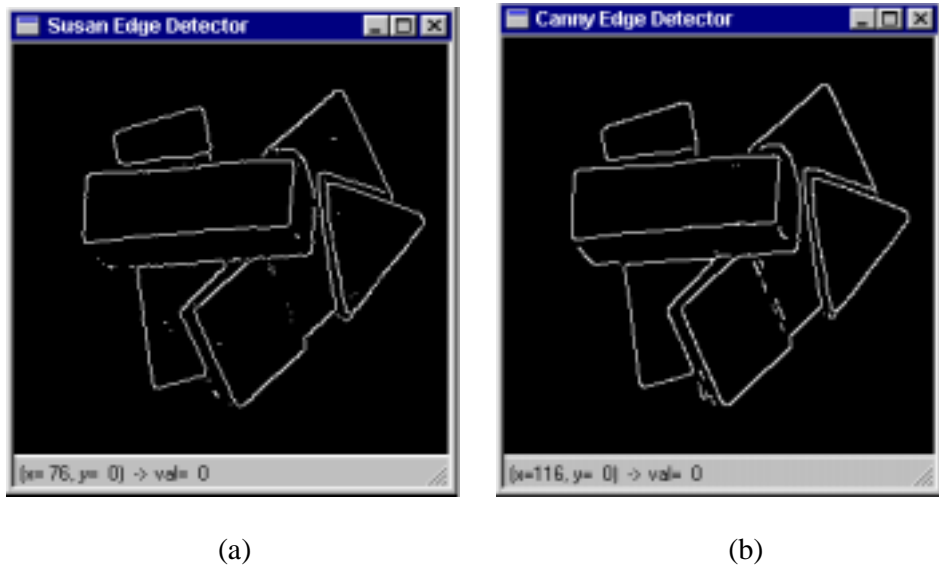 Susan Edge Detector
Canny Edge Detector
(x= 76, y= 0) -> val= 0
(x=116, y= 0) -> val= 0
(a)
(b)